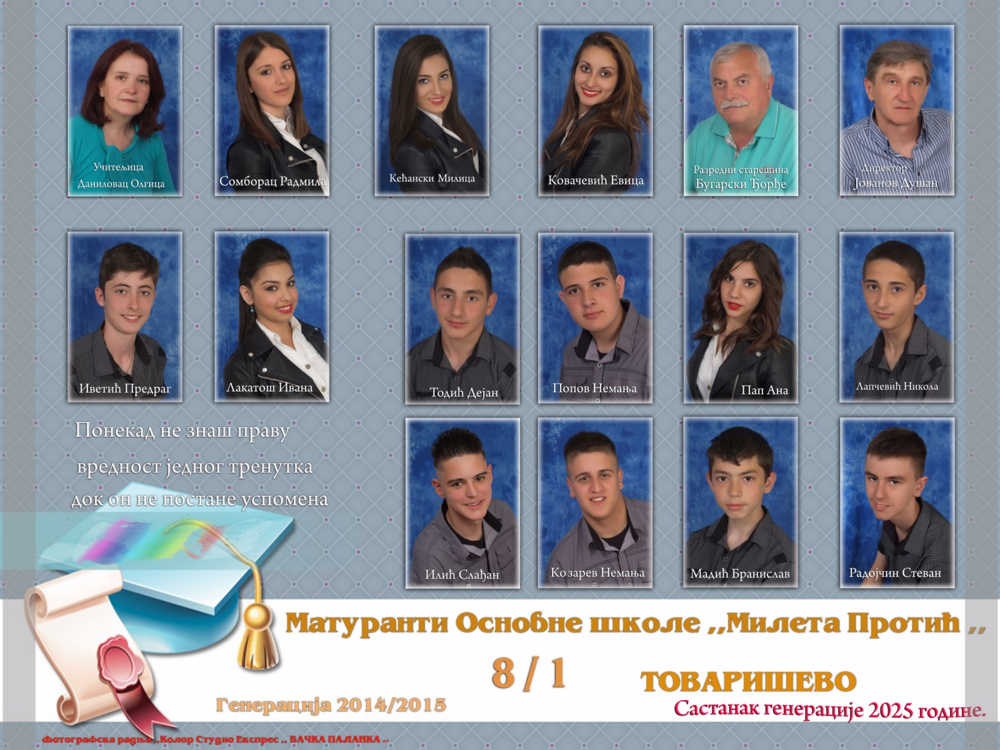 Учитељица
Даниловац Олгица
Сомборац Радмила
Кећански Милица
Ковачевић Евица
Разредни старешина
Бугарски Ђорђе
Директор
Јованов Душан
Иветић Предраг
Лакатош Ивана
Тодић Дејан
Попов Немања
Пап Ана
Лапчевић Никола
Понекад не знаш праву
вредност једног тренутка
док он не постане успомена
Илић Слађан
Козарев Немања
Мадић Бранислав
Радојчин Стеван
Матуранти Основне школе ,,Милета Протић ,,
8 / 1
ТОВАРИШЕВО
Генерација 2014/2015
Састанак генерације 2025 године.
фотографска радња ,,Колор Студио Експрес ,, БАЧКА ПАЛАНКА ,,